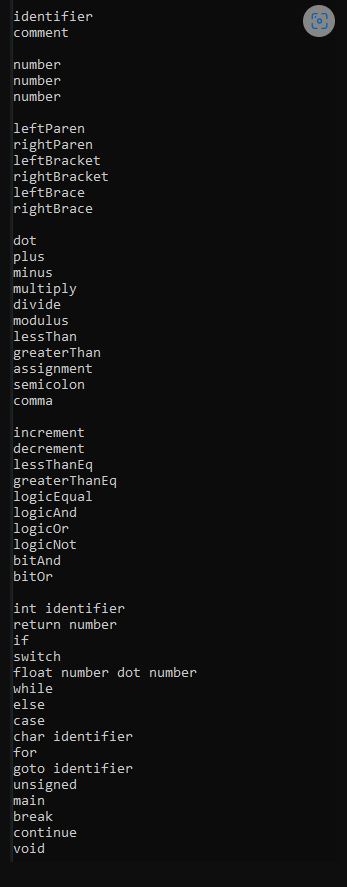 identifier
comment
number
number
number
leftParen
rightParen
leftBracket
rightBracket
leftBrace
rightBrace
dot
plus
minus
multiply
divide
modulus
lessThan
greaterThan
assignment
semicolon
comma
increment
decrement
lessThanEq
greaterThanEq
logicEqual
logicAnd
logicOr
logicNot
bitAnd
bitOr
int identifier
return number
if
switch
float number dot number
while
else
case
char identifier
for
goto identifier
unsigned
main
break
continue
void